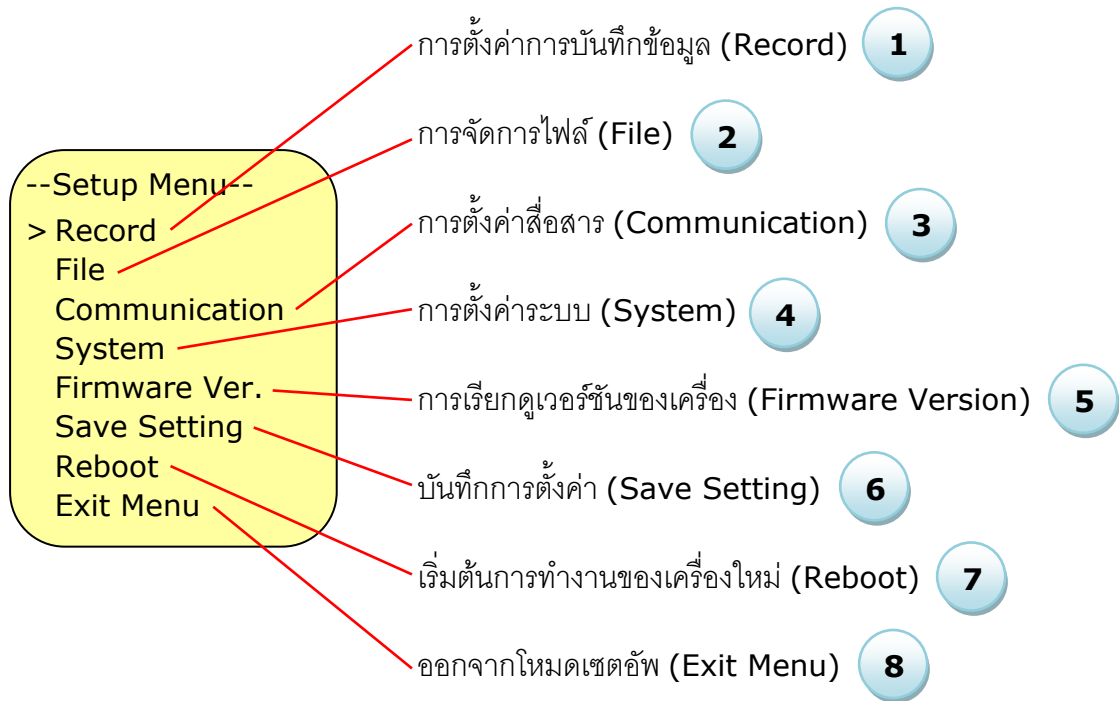 --Setup Menu--
> Record
File
Communication
System
Firmware Ver.
Save Setting
Reboot
Exit Menu
การตั้งค่าการบันทึกข้อมูล (Record) 1
การจัดการไฟล์ (File) 2
การตั้งค่าสื่อสาร (Communication) 3
การตั้งค่าระบบ (System) 4
การเรียกดูเวอร์ชันของเครื่อง (Firmware Version) 5
บันทึกการตั้งค่า (Save Setting) 6
เริ่มต้นการทำงานของเครื่องใหม่ (Reboot) 7
ออกจากโหมดเซตอัพ (Exit Menu) 8